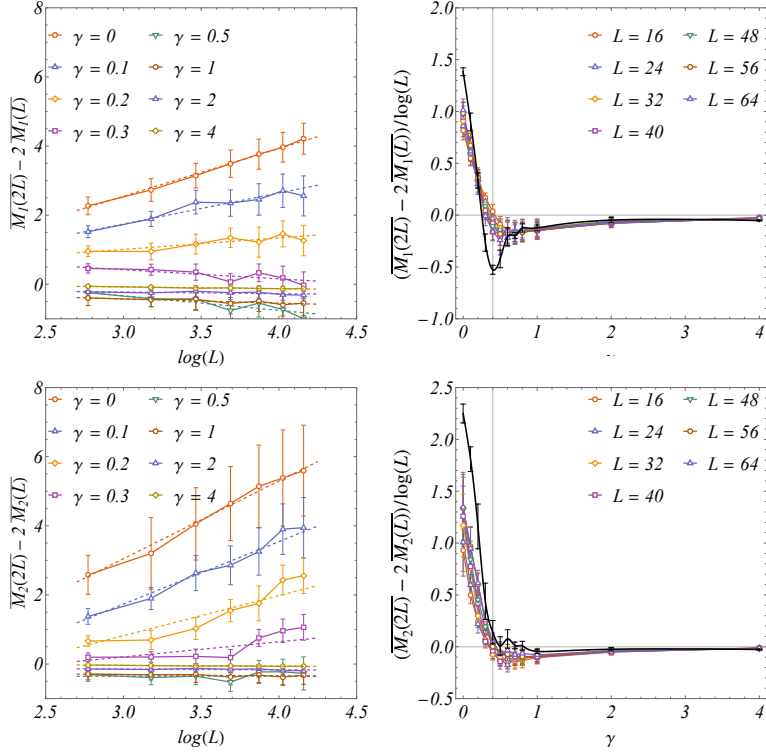 8
6
4
2
0
2.5 3.0 3.5 4.0 4.5
log(L)
M₁(2L) − 2 M₁(L)
γ = 0 γ = 0.5
γ = 0.1 γ = 1
γ = 0.2 γ = 2
γ = 0.3 γ = 4
2.0
1.5
1.0
0.5
0.0
−0.5
−1.0
0 1 2 3 4
(M₁(2L) − 2 M₁(L))/log(L)
L = 16 L = 48
L = 24 L = 56
L = 32 L = 64
L = 40
8
6
4
2
0
2.5 3.0 3.5 4.0 4.5
log(L)
M₂(2L) − 2 M₂(L)
γ = 0 γ = 0.5
γ = 0.1 γ = 1
γ = 0.2 γ = 2
γ = 0.3 γ = 4
2.5
2.0
1.5
1.0
0.5
0.0
−0.5
0 1 2 3 4
γ
(M₂(2L) − 2 M₂(L))/log(L)
L = 16 L = 48
L = 24 L = 56
L = 32 L = 64
L = 40